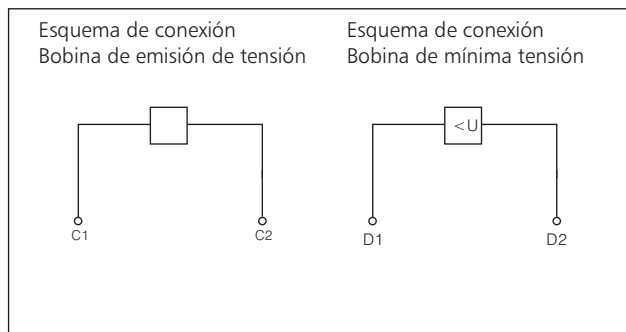 Esquema de conexión
Bobina de emisión de tensión
Esquema de conexión
Bobina de mínima tensión
<U
C1
C2
D1
D2